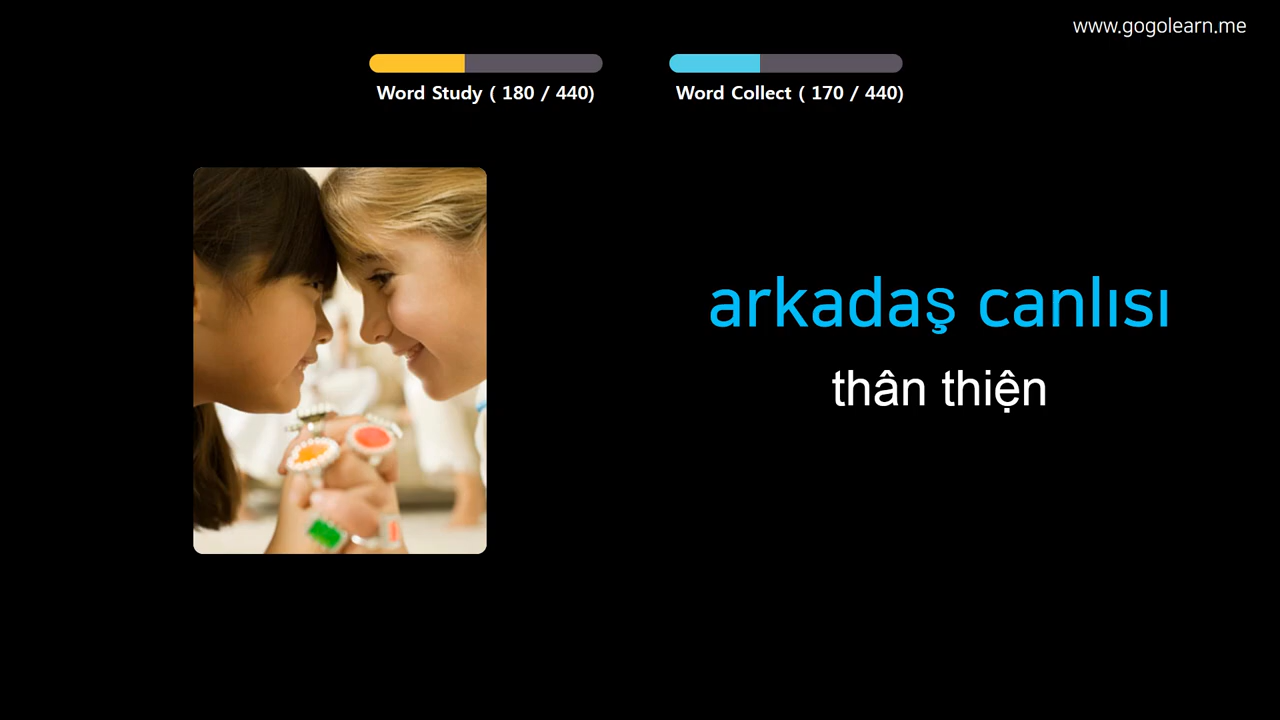 www.gogolearn.me
Word Study ( 180 / 440)
Word Collect ( 170 / 440)
arkadaş canlısı
thân thiện